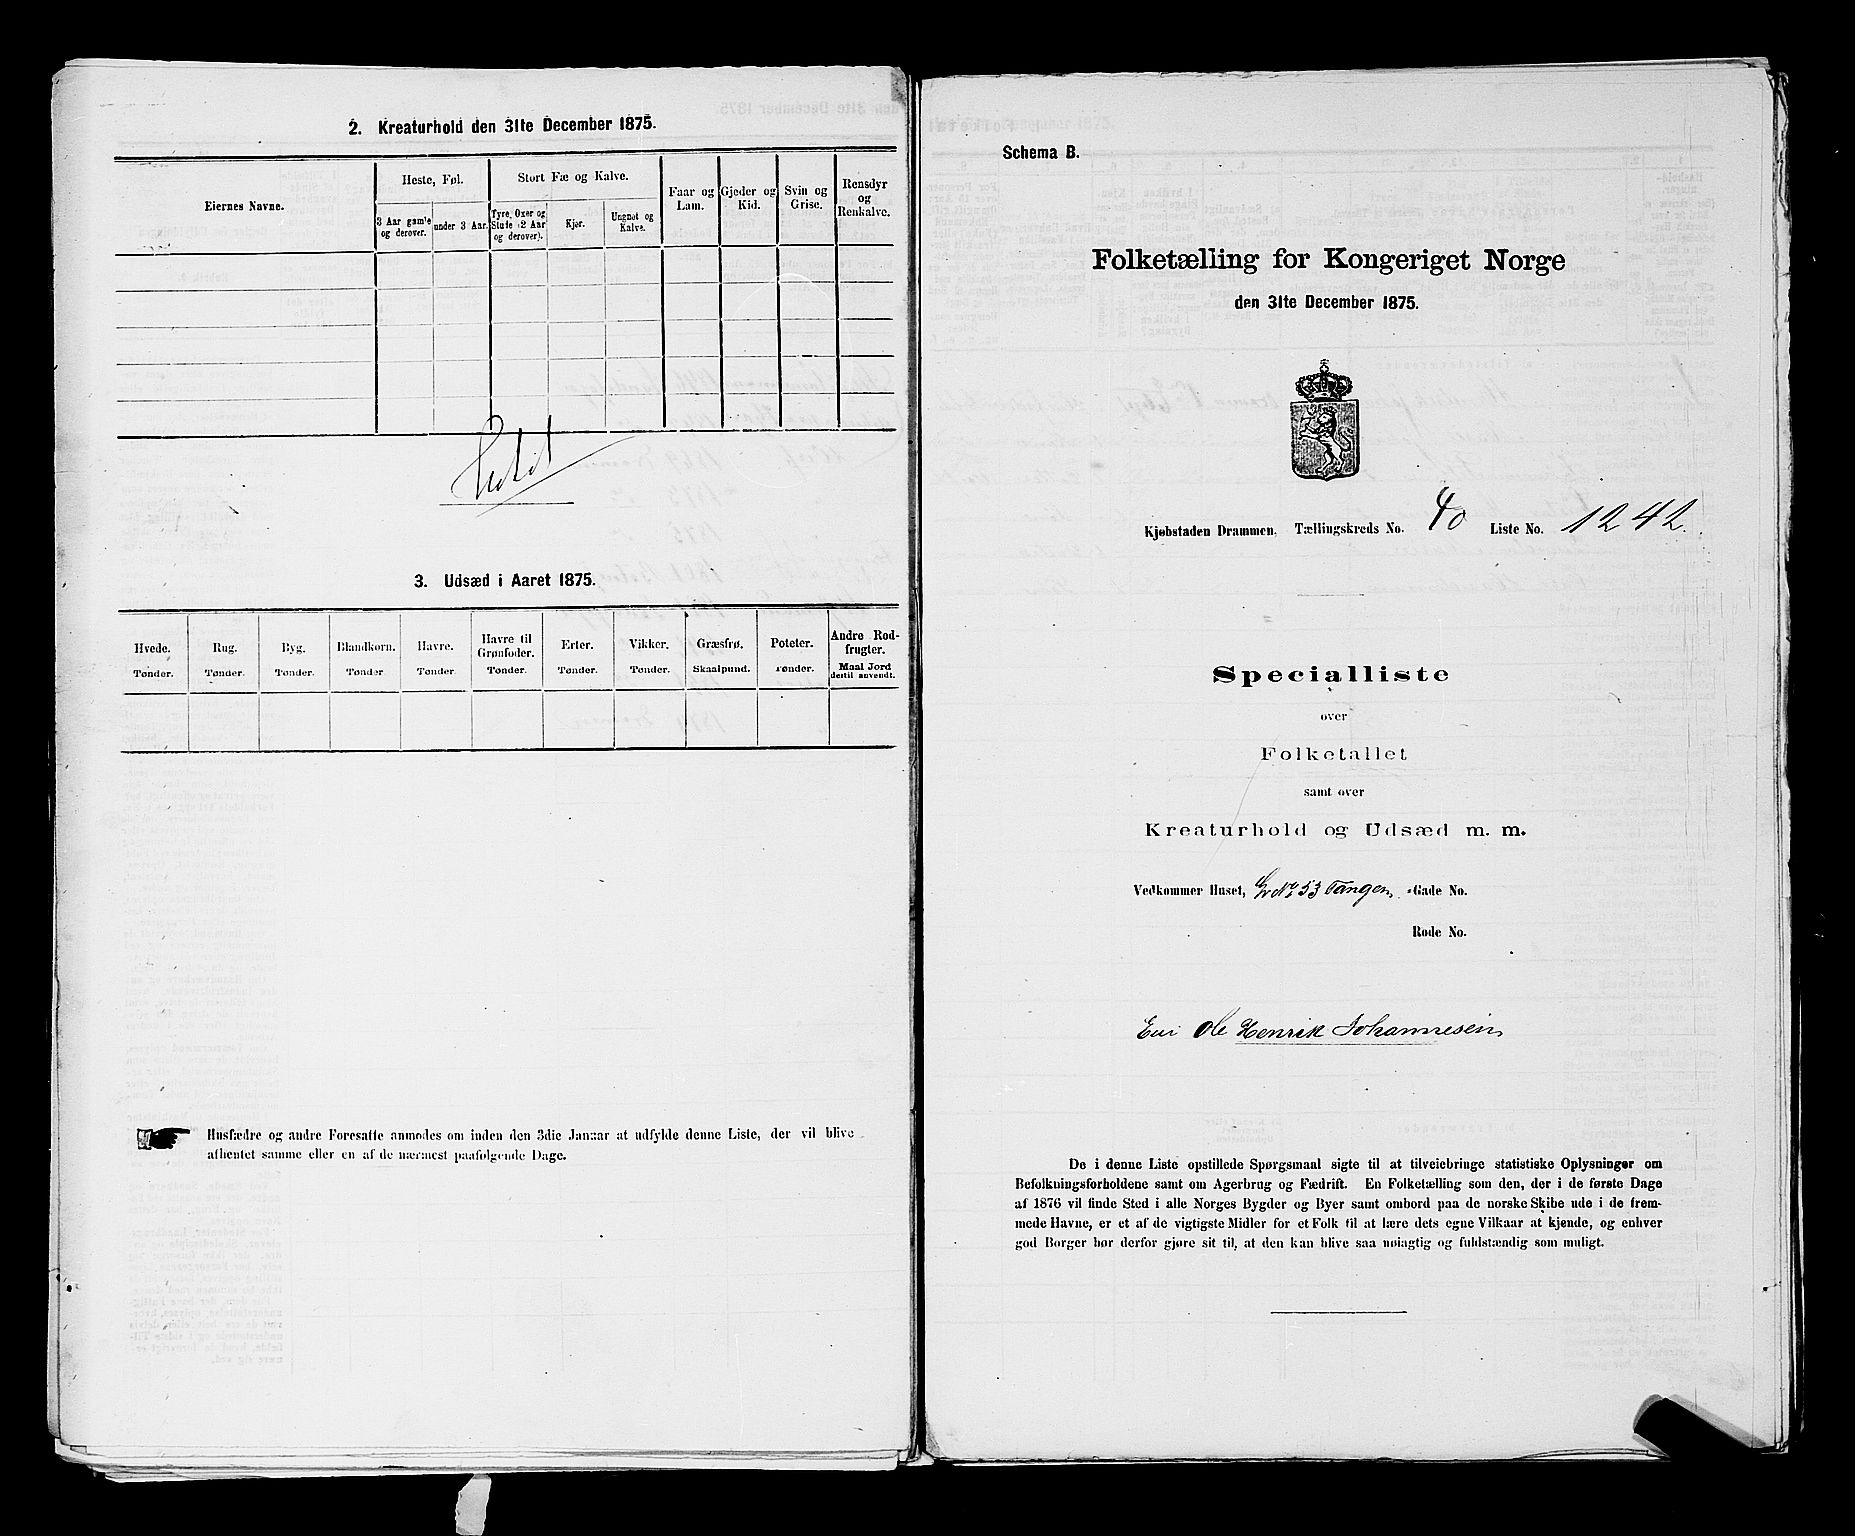 2. Kreaturhold den 31te December 1875.
Eiernes Navne.
Heste, Føl.
Stort Fæ og Kalve.
Faar og Lam.
Gjeder og Kid.
Svin og Grise.
Rensdyr og Renkalve.
3 Aar gamle og derover.
under 3 Aar.
Tyre, Oxer og Stude (2 Aar og derover).
Kjør.
Ungnøt og Kalve.
3. Udsæd i Aaret 1875.
Hvede. Rug. Byg. Blandkorn. Havre. Havre til Grønfoder. Erter. Vikker. Græsfrø. Poteter. Andre Rodfrugter.
Tønder. Tønder. Tønder. Tønder Tønder. Tønder. Tønder. Tønder. Skaalpund. Tønder. Maal Jord dertil anvendt.
Husfædre og andre Foresatte anmodes om inden den 3die Januar at udfylde denne Liste, der vil blive
afhentet samme eller en af de nærmest paafølgende Dage.
Schema B.
Folketælling for Kongeriget Norge
den 31te December 1875.
Kjøbstaden Drammen, Tællingskreds No. 40 Liste No. 1242.
Specialliste
over
Folketallet
samt over
Kreaturhold og Udsæd m. m.
Vedkommer Huset, No 53 Tangen, -Gade No.
Rode No.
Eier Ole Henrik Johannesen
De i denne Liste opstillede Spørgsmaal sigte til at tilveiebringe statistiske Oplysninger om
Befolkningsforholdene samt om Agerbrug og Fædrift. En Folketælling som den, der i de første Dage
af 1876 vil finde Sted i alle Norges Bygder og Byer samt ombord paa de norske Skibe ude i de frem-
mede Havne, er et af de vigtigste Midler for et Folk til at lære dets egne Vilkaar at kjende, og enhver
god Borger bør derfor gjøre sit til, at den kan blive saa nøiagtig og fuldstændig som muligt.